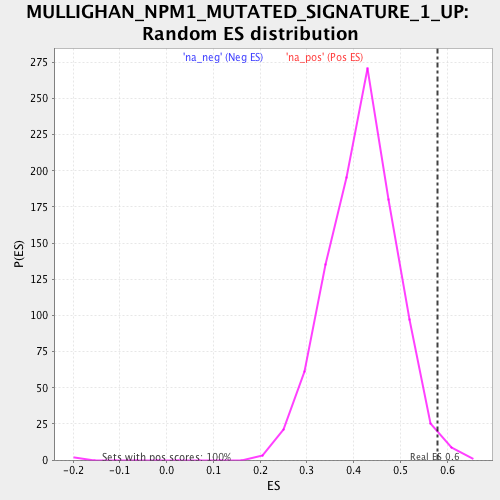 MULLIGHAN_NPM1_MUTATED_SIGNATURE_1_UP:
Random ES distribution
'na_neg' (Neg ES) 'na_pos' (Pos ES)
275
250
225
200
175
150
125
100
75
50
25
0
P(ES)
Sets with pos scores: 100%
Real ES 0.6
-0.2 -0.1 0.0 0.1 0.2 0.3 0.4 0.5 0.6
ES